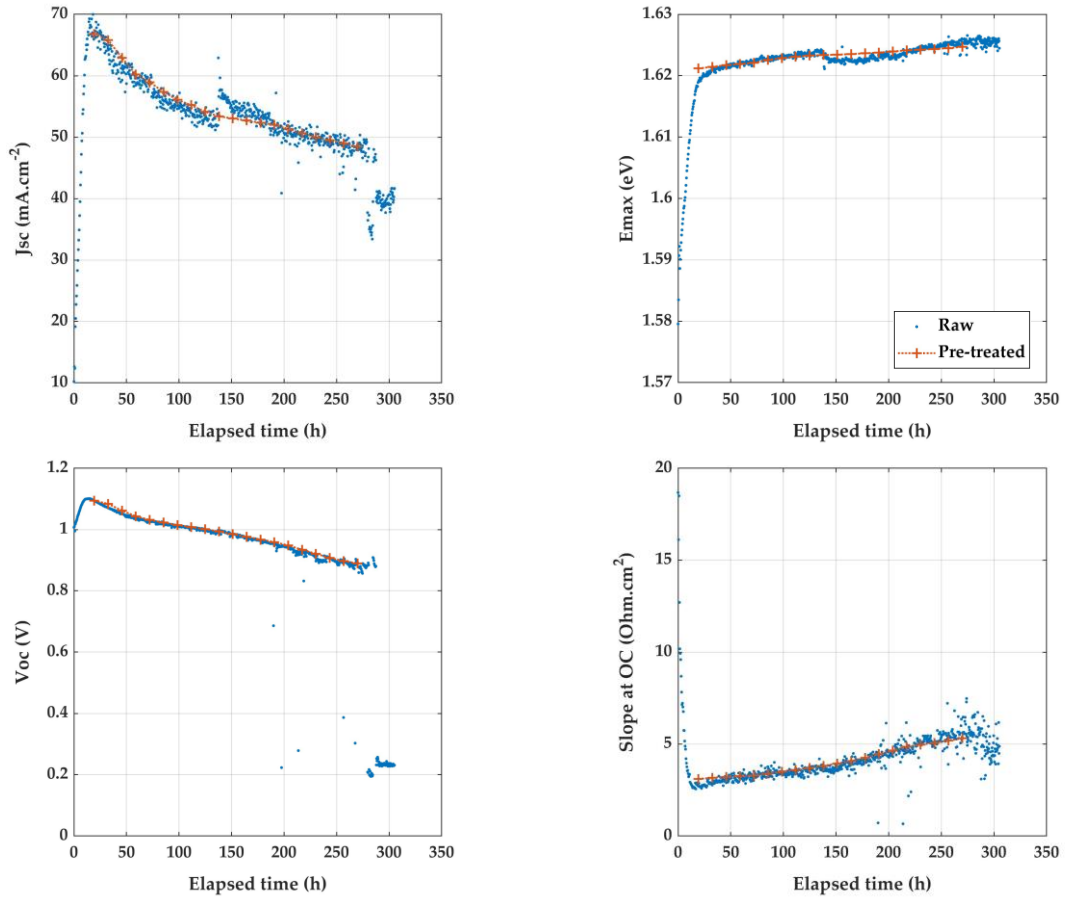 70
60
50
40
30
20
10
0 50 100 150 200 250 300 350
Jsc (mA.cm-2)
Elapsed time (h)
1.63
1.62
1.61
1.6
1.59
1.58
1.57
0 50 100 150 200 250 300 350
Emax (eV)
Elapsed time (h)
Raw
Pre-treated
1.2
1
0.8
0.6
0.4
0.2
0
0 50 100 150 200 250 300 350
Voc (V)
Elapsed time (h)
20
15
10
5
0
0 50 100 150 200 250 300 350
Slope at OC (Ohm.cm2)
Elapsed time (h)